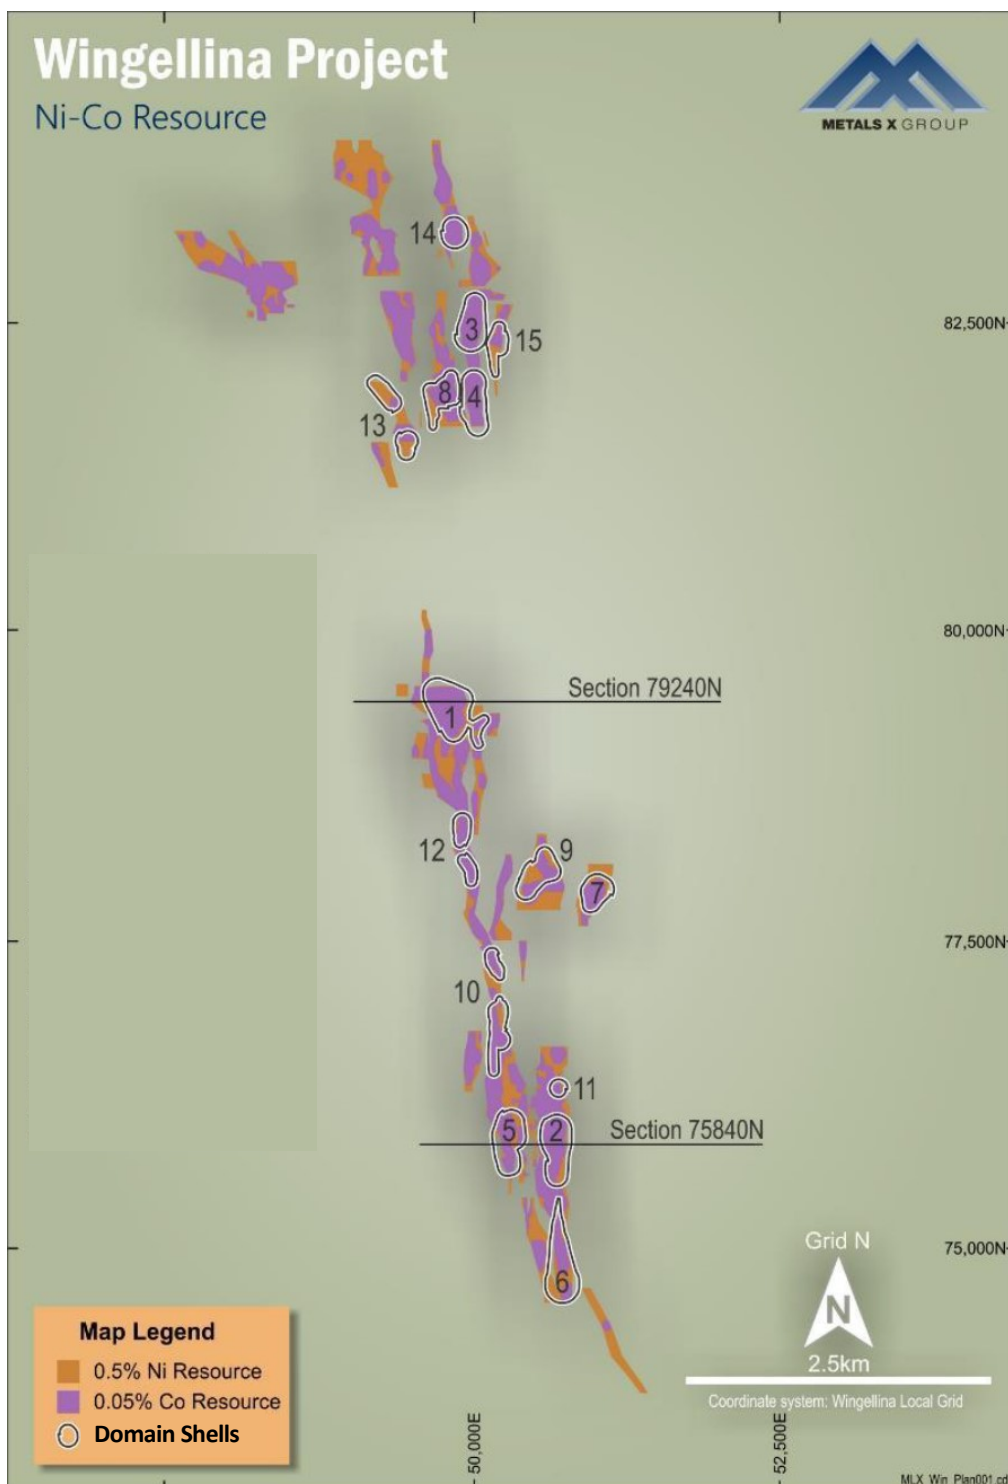 Wingellina Project
Ni-Co Resource
METALS X GROUP
14
3
15
82,500N
8
4
13
80,000N
Section 79240N
1
12
9
7
77,500N
10
11
5
2
Section 75840N
75,000N
6
Grid N
N
2.5km
Coordinate system: Wingellina Local Grid
Map Legend
0.5% Ni Resource
0.05% Co Resource
Domain Shells
50,000E
52,500E